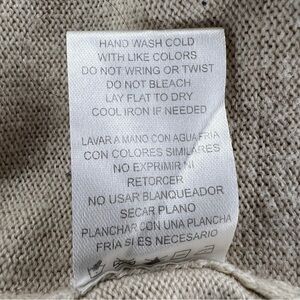 HAND WASH COLD
WITH LIKE COLORS
DO NOT WRING OR TWIST
DO NOT BLEACH
LAY FLAT TO DRY
COOL IRON IF NEEDED
LAVAR A MANO CON AGUA FRIA
CON COLORES SIMILARES
NO EXPRIMIR NI
RETORCER
NO USAR BLANQUEADOR
SECAR PLANO
PLANCHAR CON UNA PLANCHA
FRÍA SI ES NECESARIO